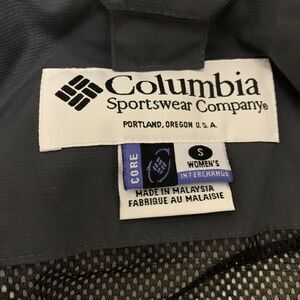 Columbia
Sportswear Company®
PORTLAND, OREGON U.S.A.
CORE
S
WOMEN'S
INTERCHANGE
MADE IN MALAYSIA
FABRIQUE AU MALAISIE